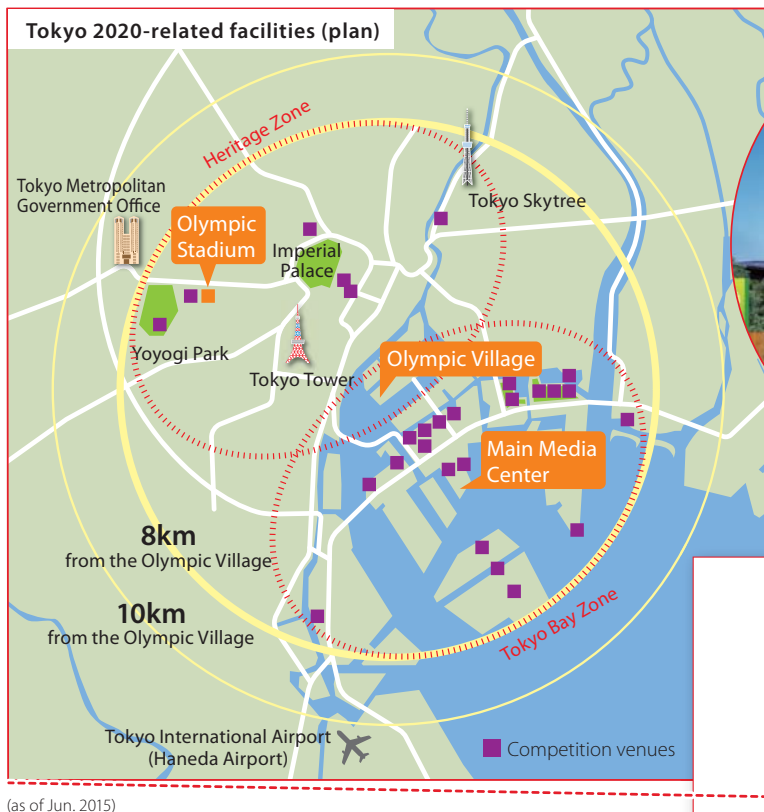 Tokyo 2020-related facilities (plan)
Heritage Zone
Tokyo Metropolitan
Government Office
Olympic
Stadium
Tokyo Skytree
Imperial
Palace
Yoyogi Park
Tokyo Tower
Olympic Village
Main Media
Center
8km
from the Olympic Village
10km
from the Olympic Village
Tokyo Bay Zone
Tokyo International Airport
(Haneda Airport)
Competition venues
(as of Jun. 2015)